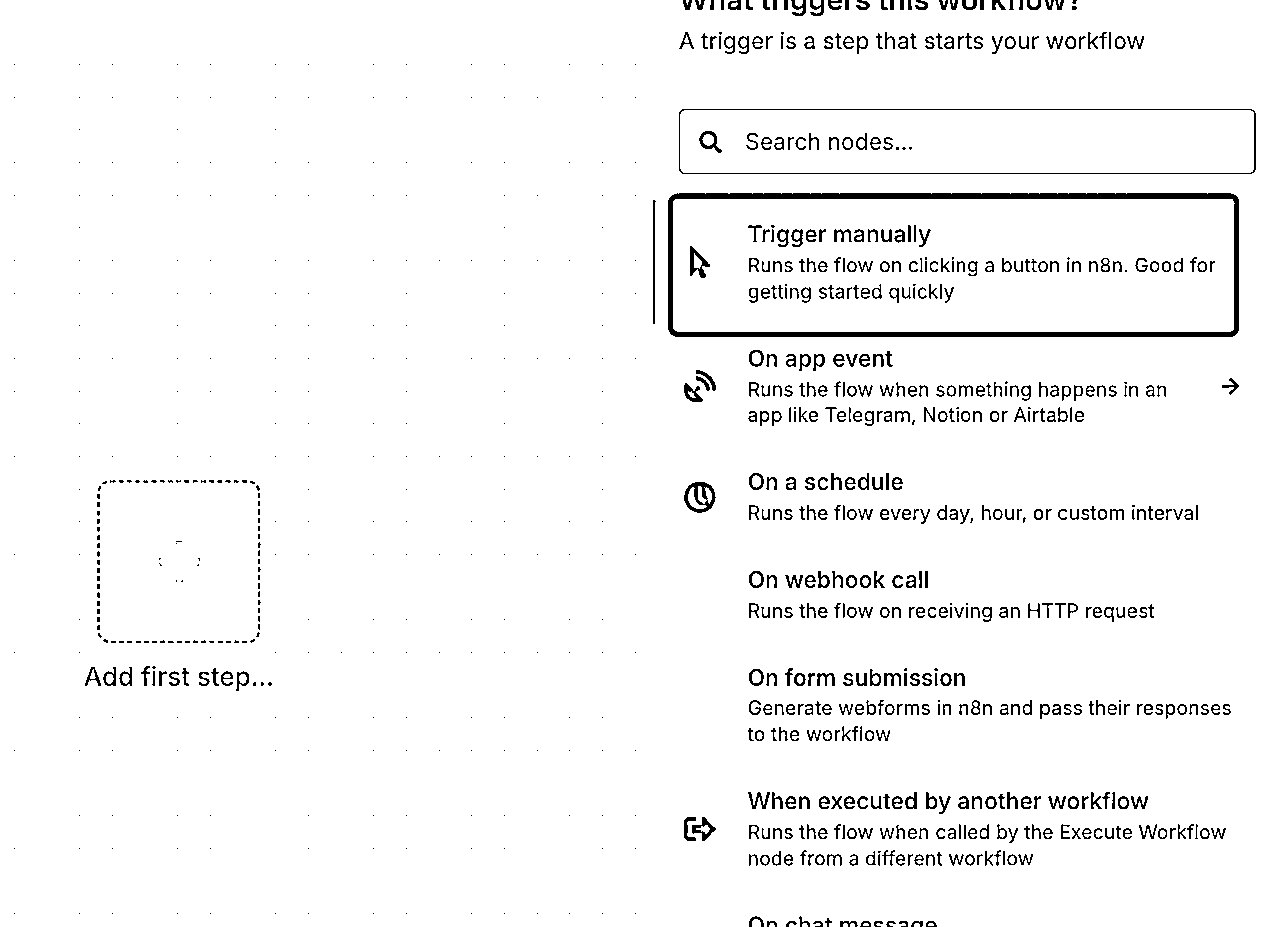 What triggers this workflow?
A trigger is a step that starts your workflow
Search nodes...
Trigger manually
Runs the flow on clicking a button in n8n. Good for
getting started quickly
On app event
Runs the flow when something happens in an
app like Telegram, Notion or Airtable
On a schedule
Runs the flow every day, hour, or custom interval
On webhook call
Runs the flow on receiving an HTTP request
On form submission
Generate webforms in n8n and pass their responses
to the workflow
When executed by another workflow
Runs the flow when called by the Execute Workflow
node from a different workflow
On chat message
Add first step...